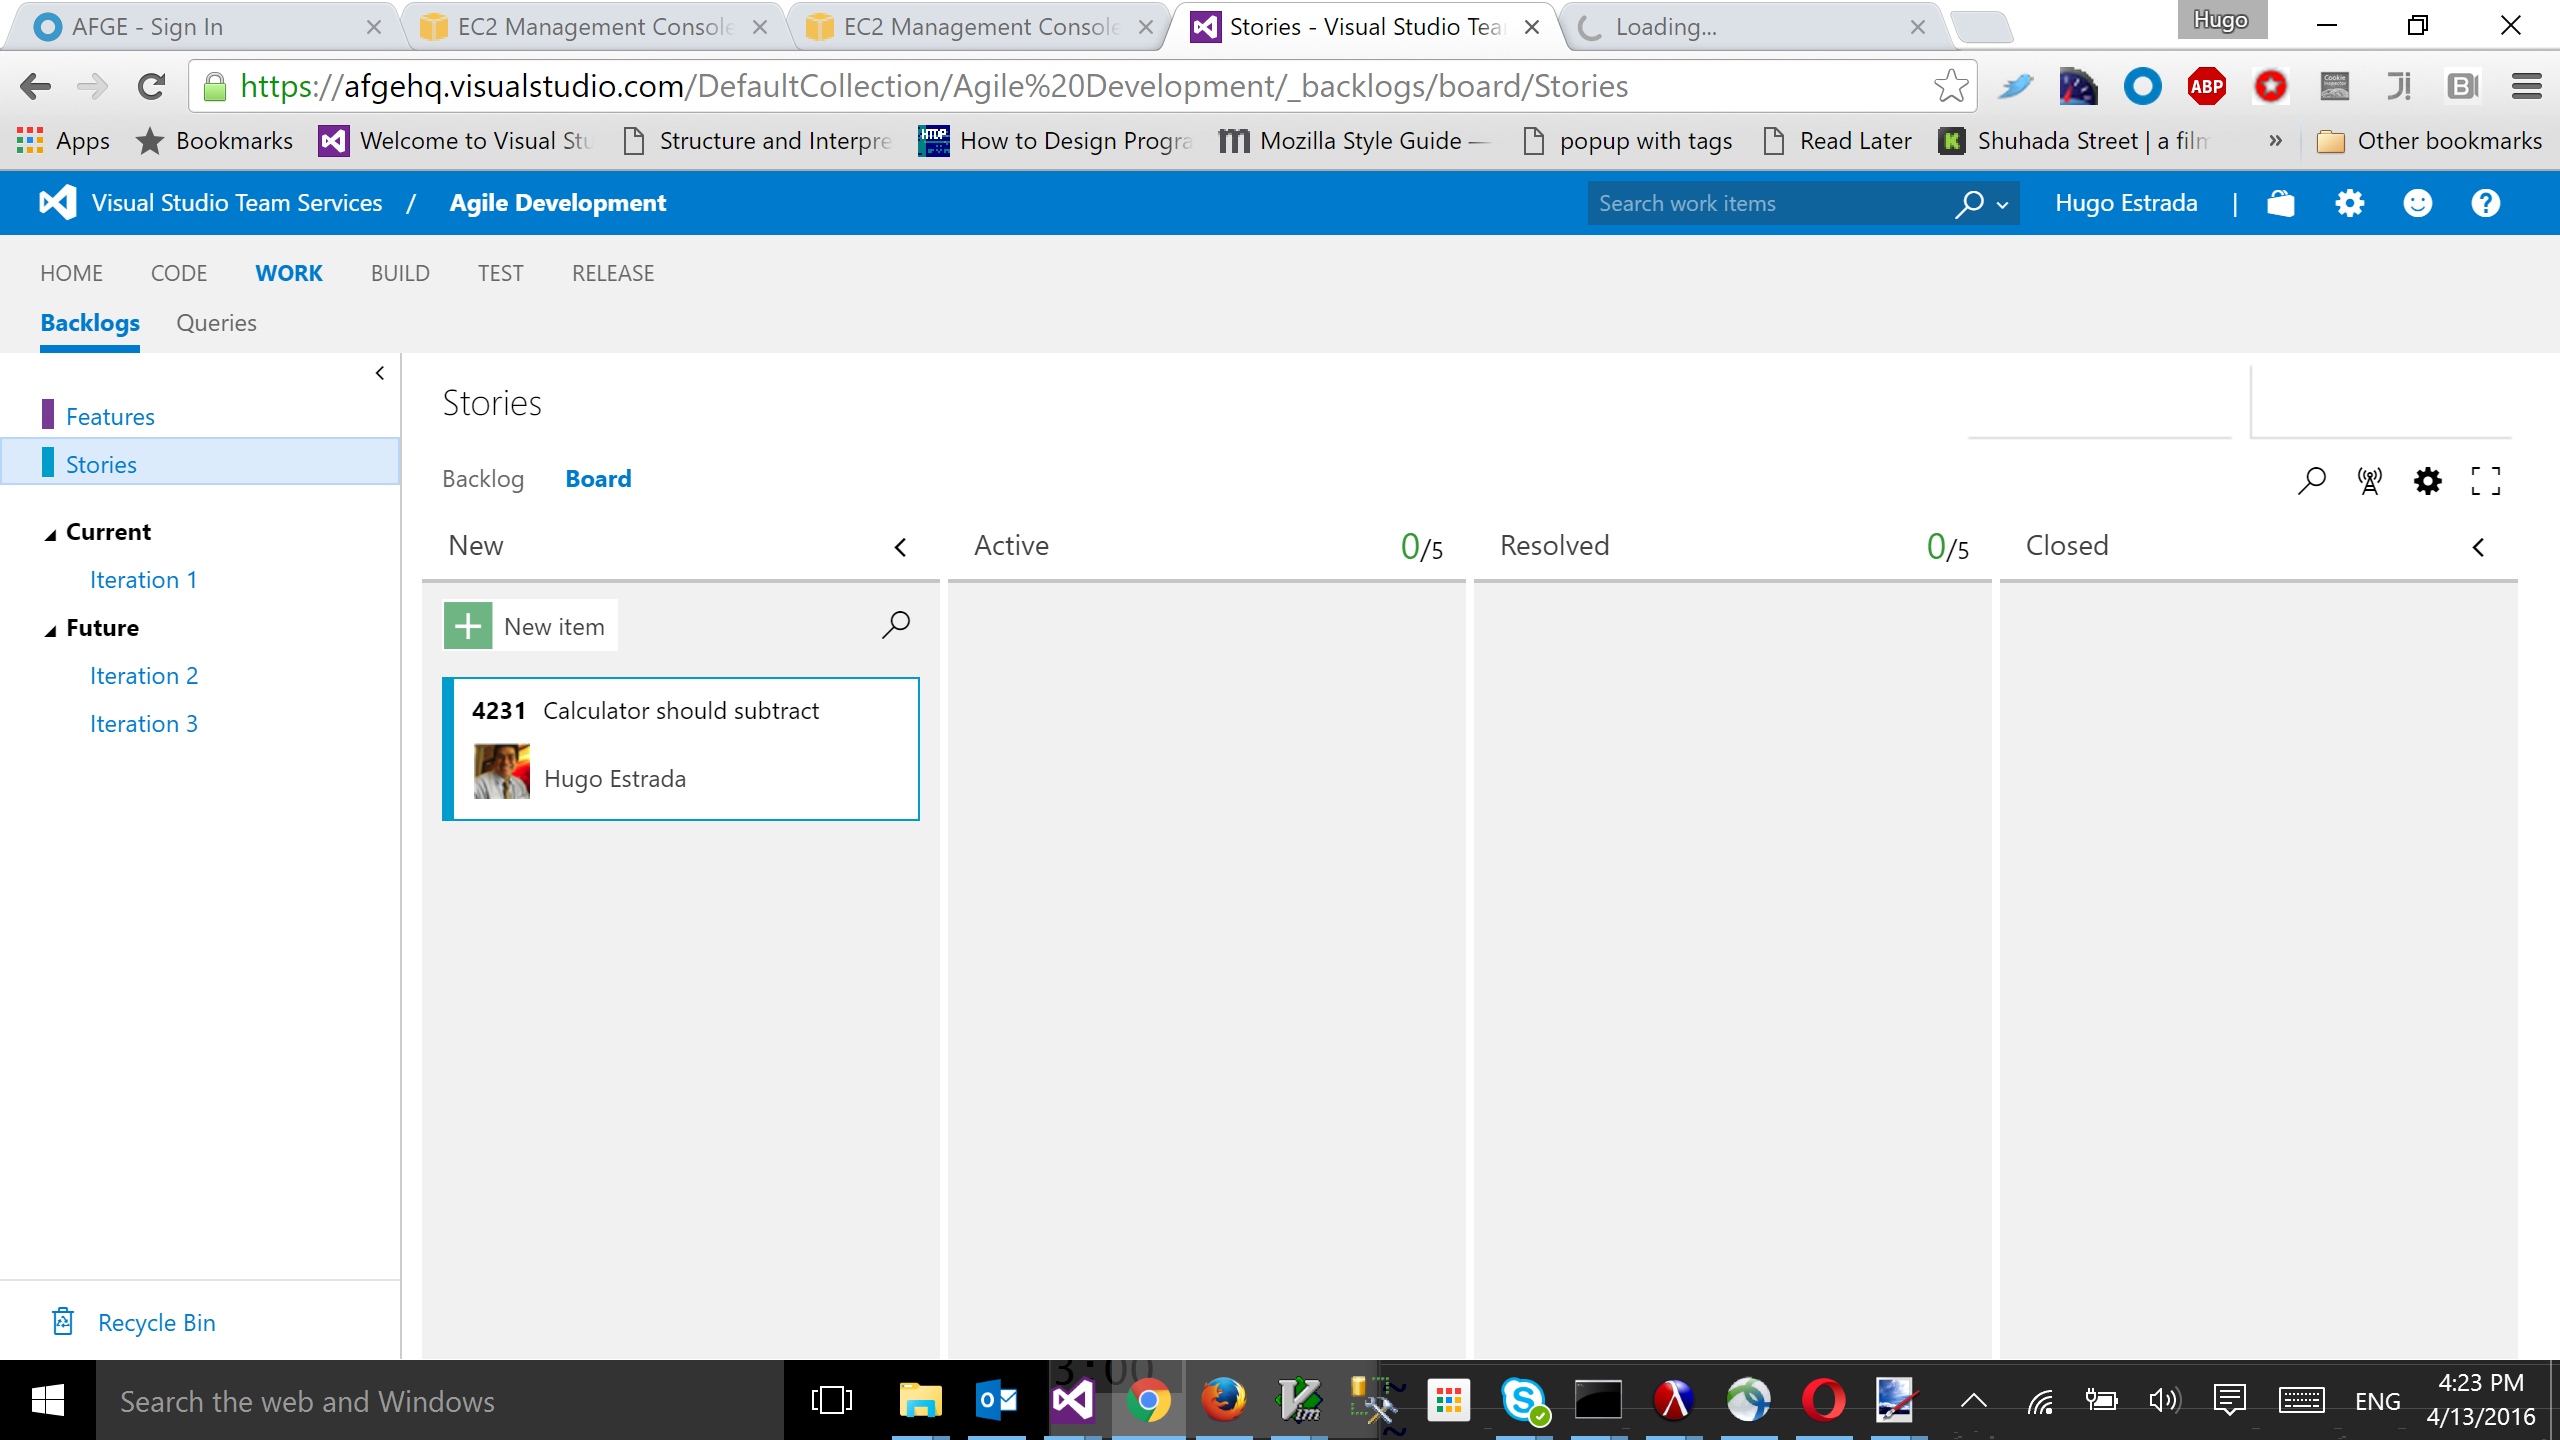 AFGE - Sign In
EC2 Management Console
EC2 Management Console
Stories - Visual Studio Tea
Loading...
Hugo
https://afgehq.visualstudio.com/DefaultCollection/Agile%20Development/_backlogs/board/Stories
ABP
Apps
Bookmarks
Welcome to Visual Stu
Structure and Interpre
How to Design Progra
Mozilla Style Guide —
popup with tags
Read Later
Shuhada Street | a film
»
Other bookmarks
Visual Studio Team Services / Agile Development
Search work items
Hugo Estrada |
HOME CODE WORK BUILD TEST RELEASE
Backlogs Queries
Features
Stories
Current
Iteration 1
Future
Iteration 2
Iteration 3
Recycle Bin
Stories
Backlog Board
New
Active 0/5
Resolved 0/5
Closed
New item
4231 Calculator should subtract
Hugo Estrada
Search the web and Windows
ENG
4:23 PM
4/13/2016